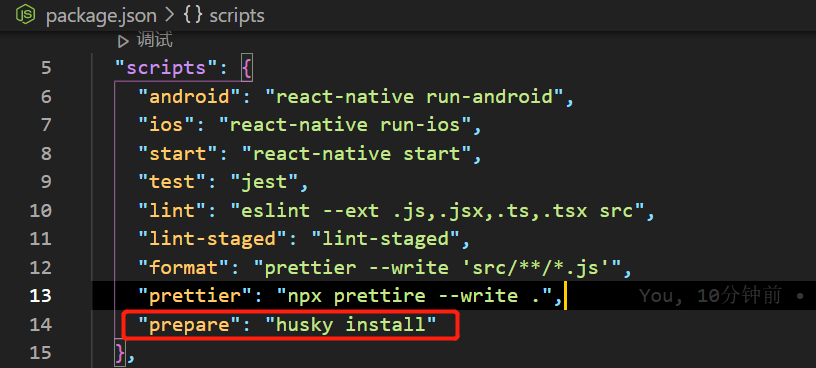 package.json > {} scripts
▷ 调试
5 "scripts": {
6 "android": "react-native run-android",
7 "ios": "react-native run-ios",
8 "start": "react-native start",
9 "test": "jest",
10 "lint": "eslint --ext .js,.jsx,.ts,.tsx src",
11 "lint-staged": "lint-staged",
12 "format": "prettier --write 'src/**/*.js'",
13 "prettier": "npx prettire --write .", You, 10分钟前 •
14 "prepare": "husky install"
15 },